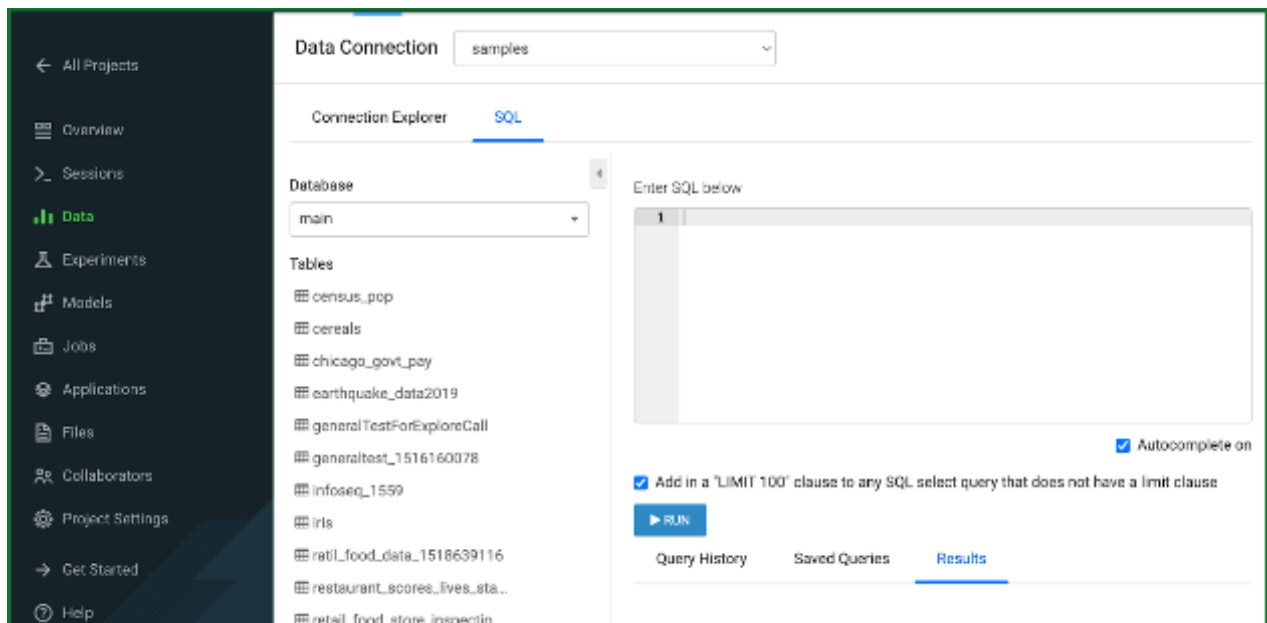 All Projects
Overview
Sessions
Data
Experiments
Models
Jobs
Applications
Files
Collaborators
Project Settings
Get Started
Help
Data Connection samples
Connection Explorer SQL
Database
main
Tables
census_pop
cereals
chicago_govt_pay
earthquake_data2019
generalTestForExploreCall
generaltest_1516160078
infoseq_1559
iris
ratil_food_data_1518639116
restaurant_scores_lives_sta...
retail_food_store_inspectio...
Enter SQL below
1
Autocomplete on
Add in a "LIMIT 100" clause to any SQL select query that does not have a limit clause
RUN
Query History Saved Queries Results